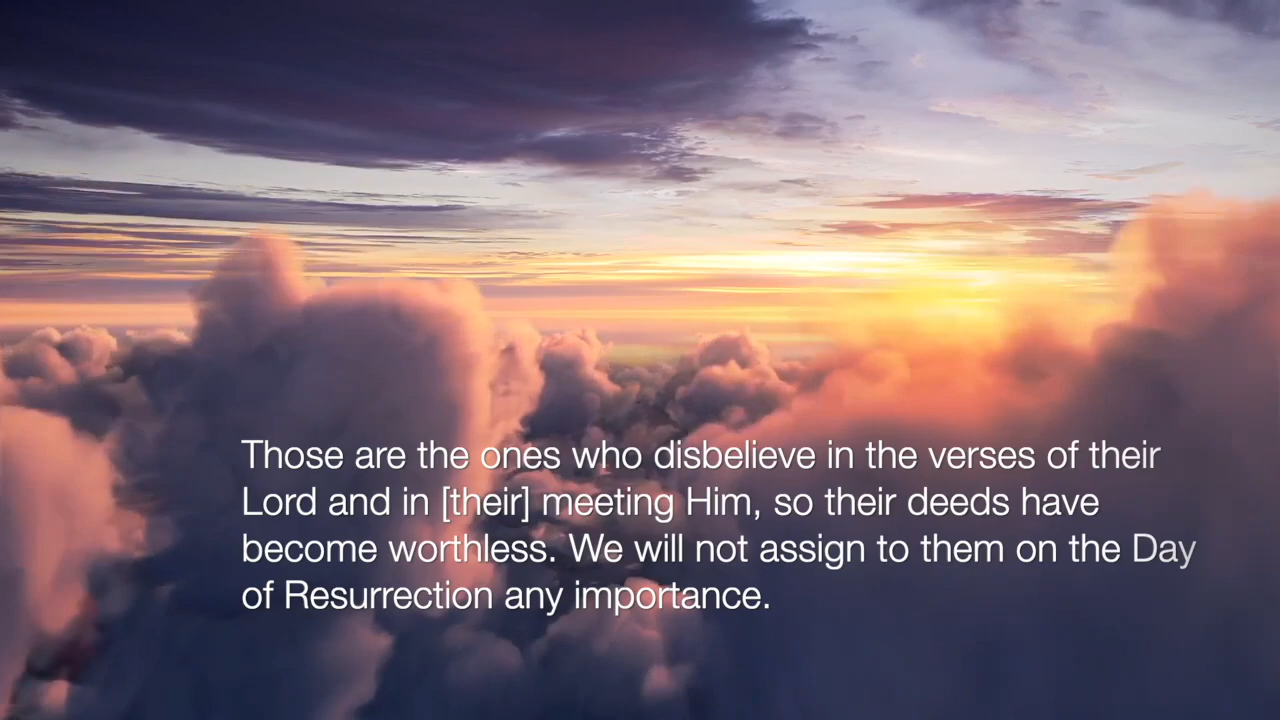 Those are the ones who disbelieve in the verses of their
Lord and in [their] meeting Him, so their deeds have
become worthless. We will not assign to them on the Day
of Resurrection any importance.